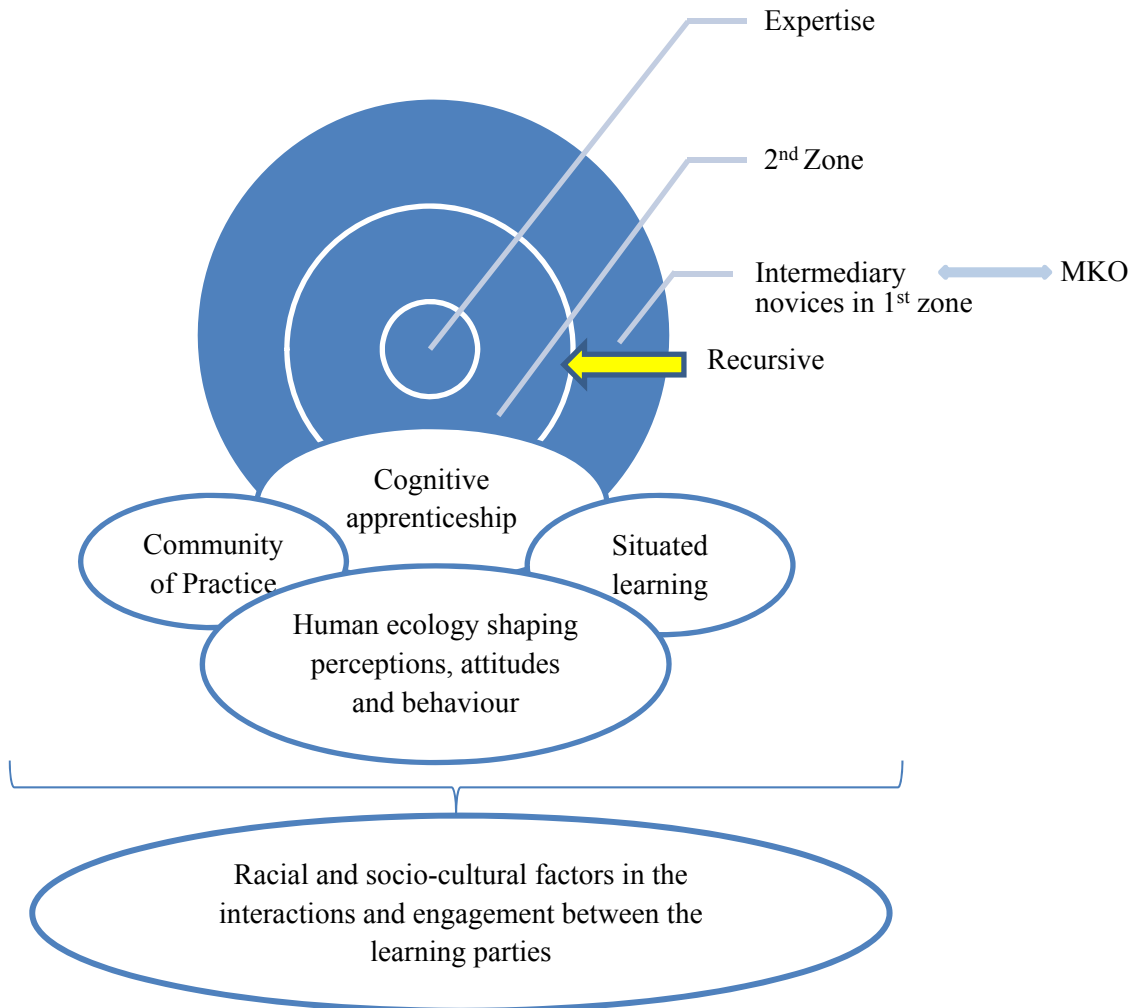 Expertise
2nd Zone
Intermediary
novices in 1st zone
MKO
Recursive
Cognitive
apprenticeship
Community
of Practice
Situated
learning
Human ecology shaping
perceptions, attitudes
and behaviour
Racial and socio-cultural factors in the
interactions and engagement between the
learning parties